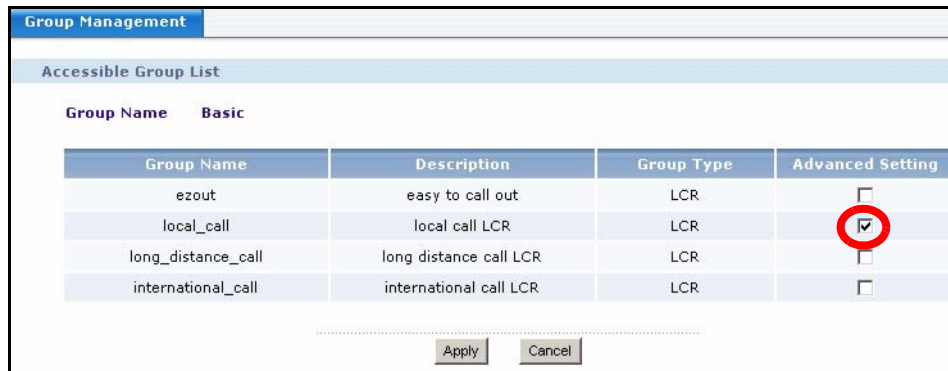 Group Management
Accessible Group List
Group Name Basic
Group Name Description Group Type Advanced Setting
ezout easy to call out LCR
local_call local call LCR LCR
long_distance_call long distance call LCR LCR
international_call international call LCR LCR
Apply Cancel